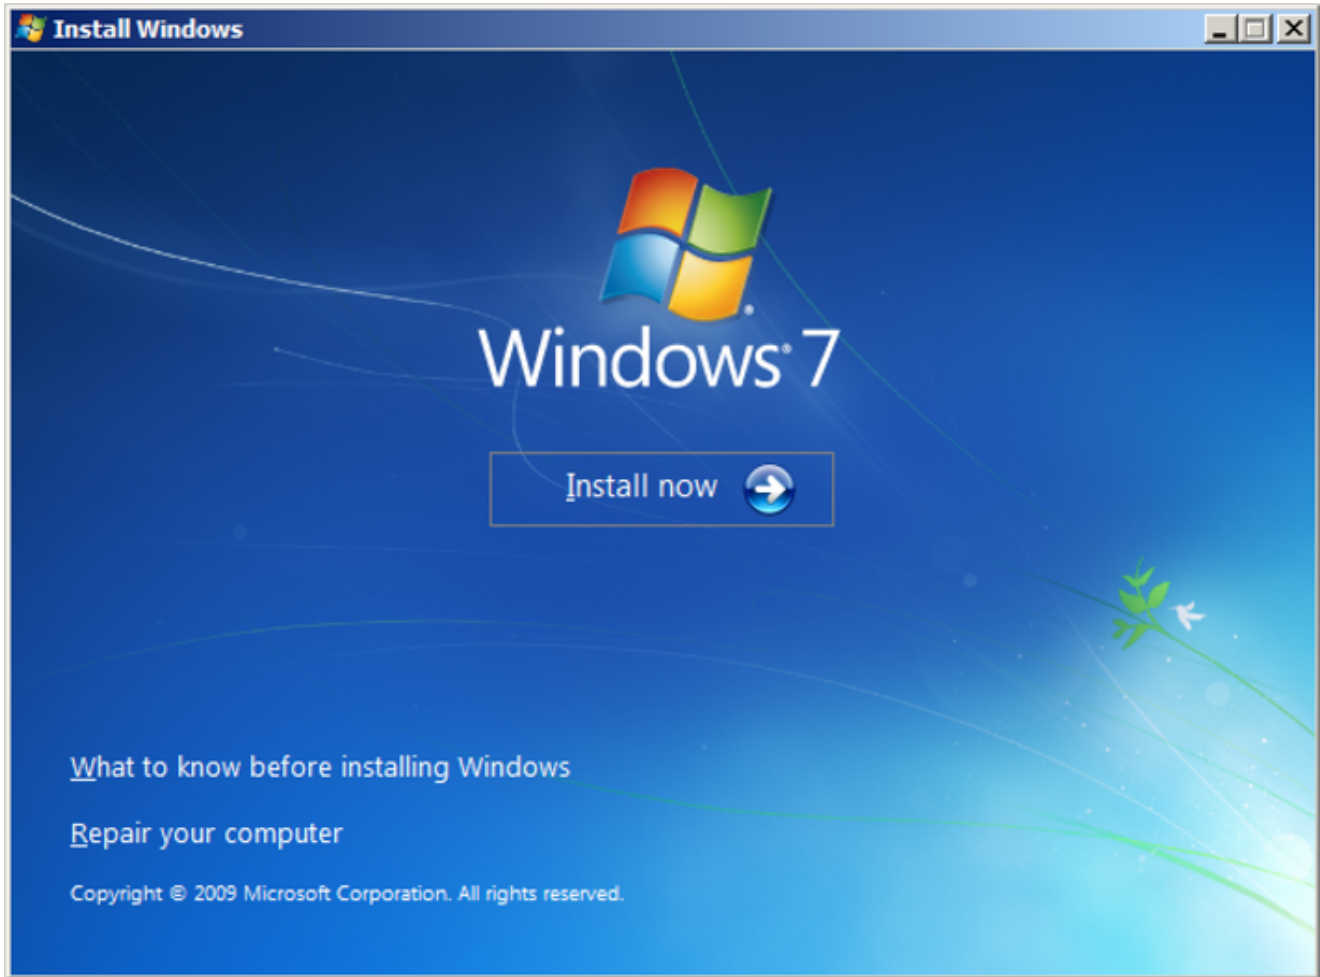 Install Windows
Windows® 7
Install now
What to know before installing Windows
Repair your computer
Copyright © 2009 Microsoft Corporation. All rights reserved.